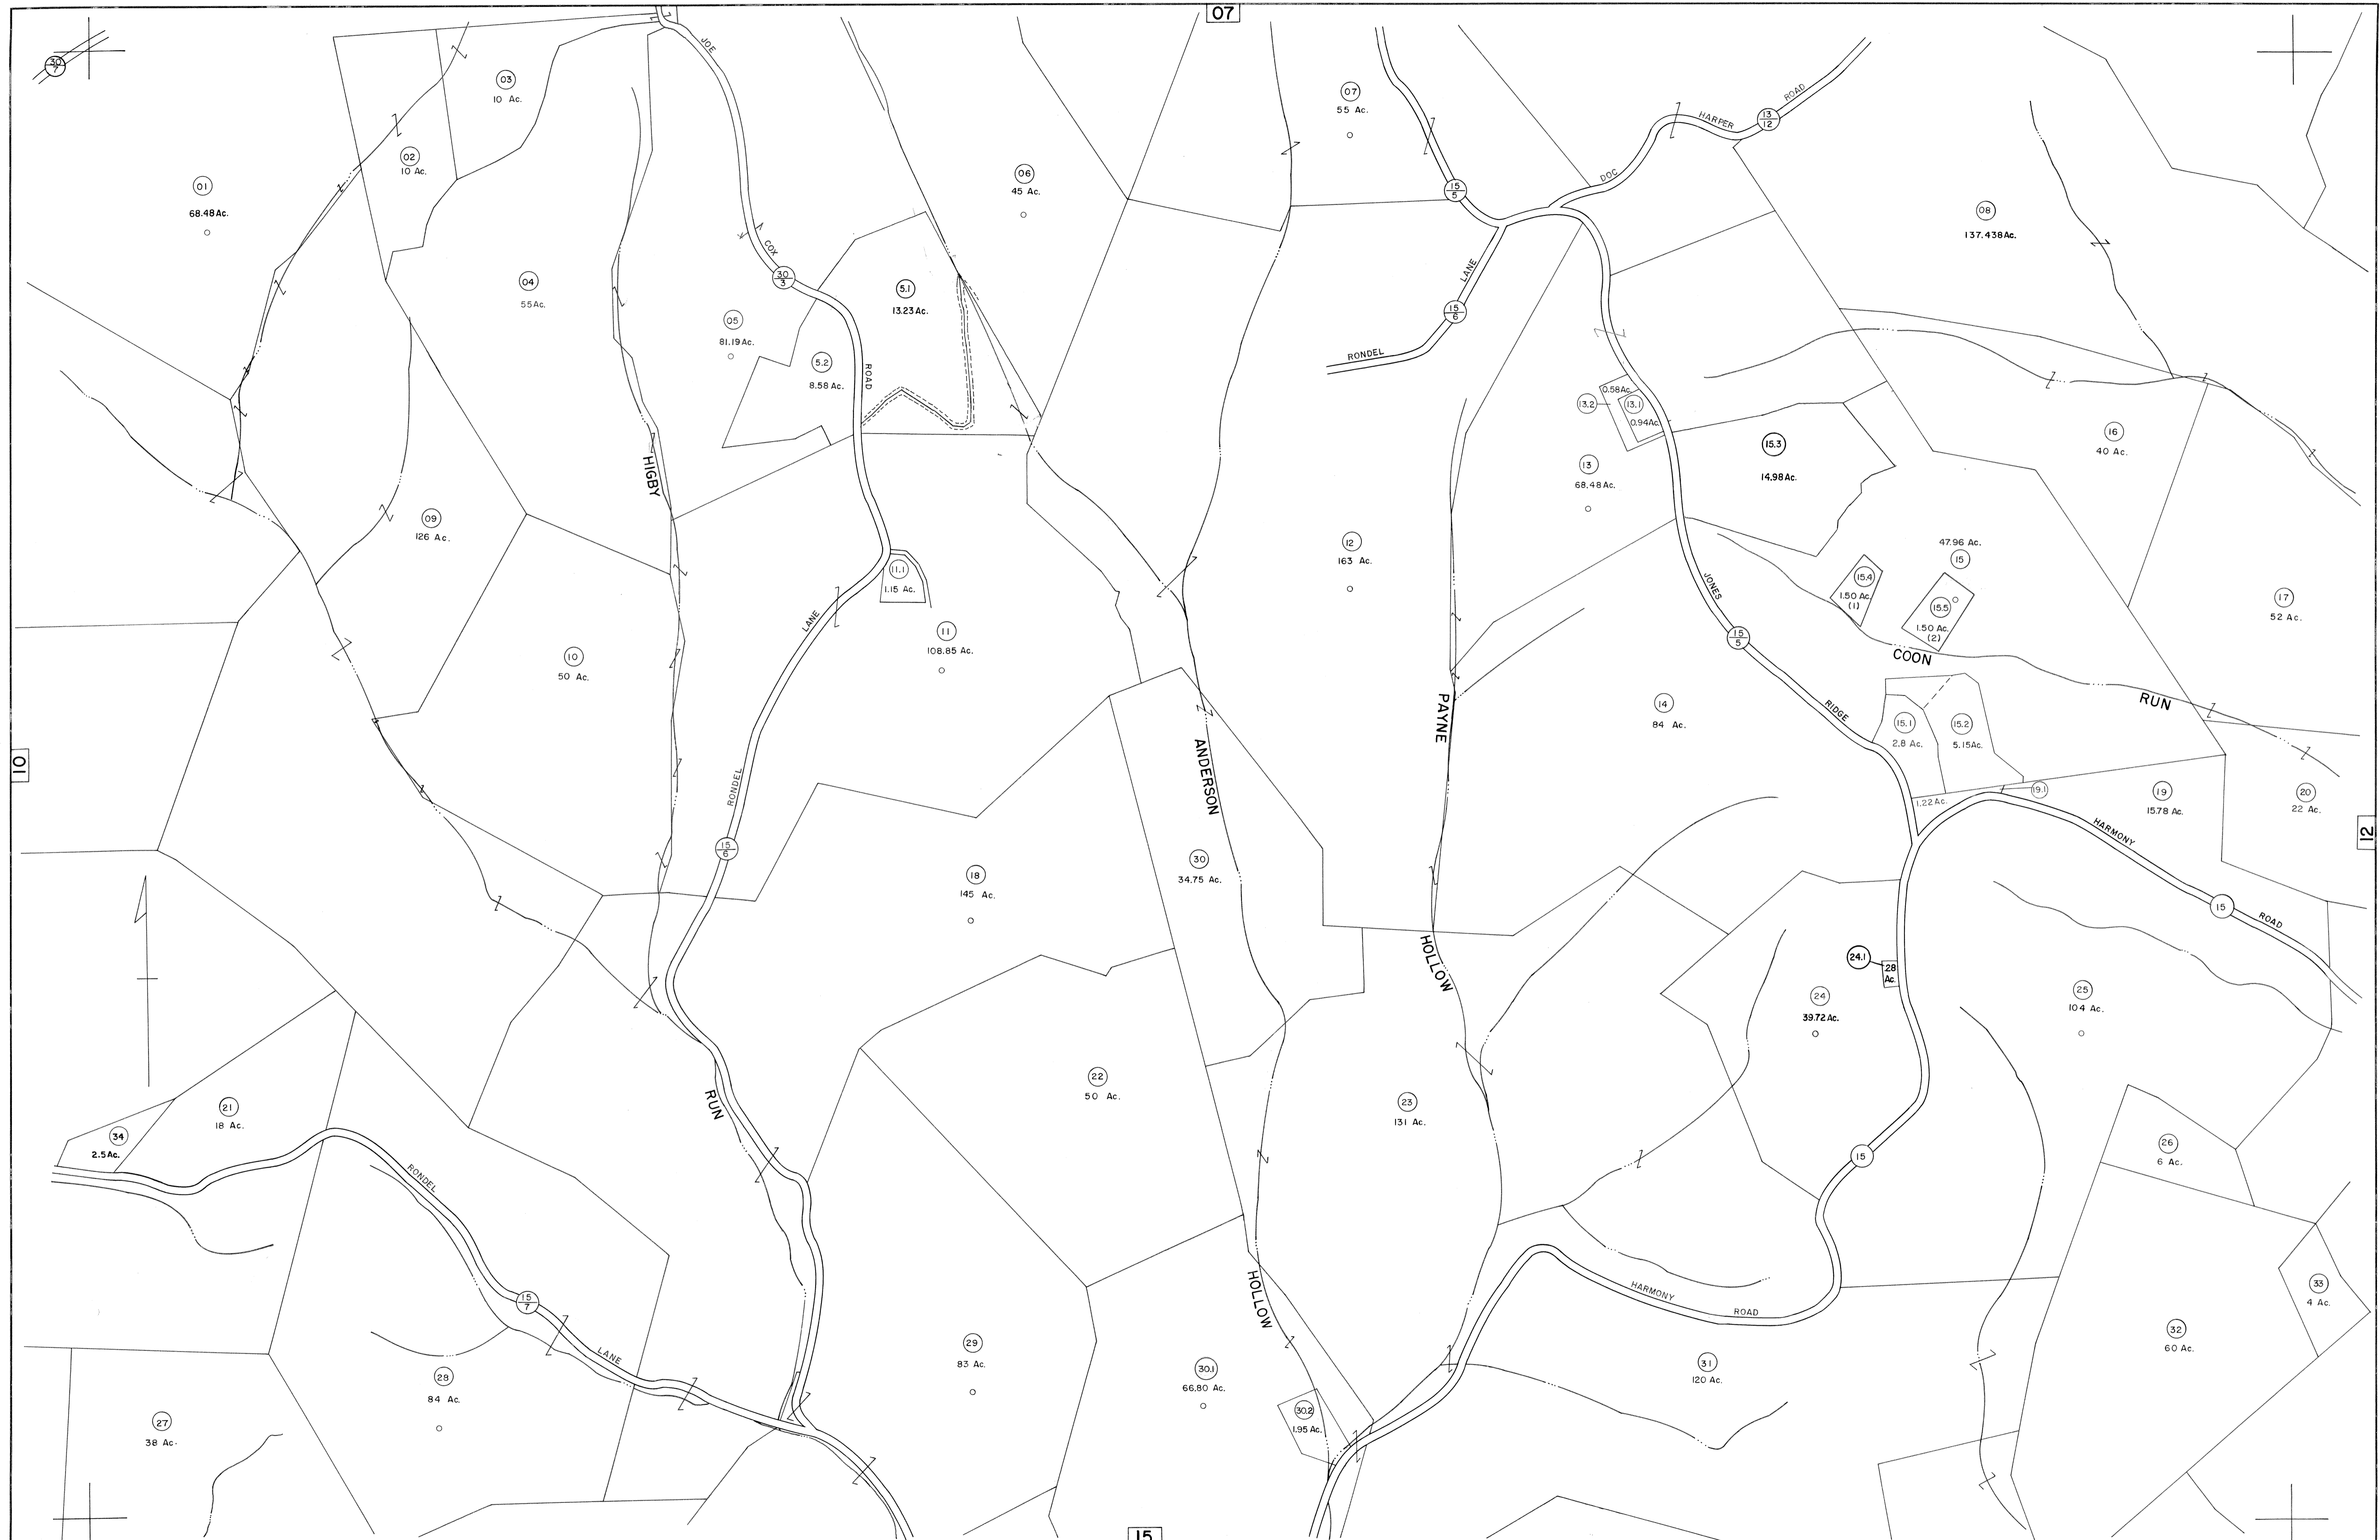 07
30
7
JOE
03
10 Ac.
02
10 Ac.
01
68.48 Ac.
07
55 Ac.
HARPER
ROAD
13
12
DOC
15
5
06
45 Ac.
08
137.438 Ac.
COX
30
3
04
55 Ac.
5.1
13.23 Ac.
05
81.19 Ac.
5.2
8.58 Ac.
ROAD
LANE
15
6
RONDEL
0.58 Ac.
13.2
13.1
0.94 Ac.
15.3
14.98 Ac.
16
40 Ac.
HIGBY
13
68.48 Ac.
09
126 Ac.
12
163 Ac.
47.96 Ac.
15
11.1
1.15 Ac.
JONES
15.4
1.50 Ac.
(1)
15.5
1.50 Ac.
(2)
17
52 Ac.
LANE
11
108.85 Ac.
15
5
COON
10
50 Ac.
RUN
PAYNE
14
84 Ac.
RIDGE
15.1
2.8 Ac.
15.2
5.15 Ac.
10
ANDERSON
RONDEL
1.22 Ac.
19.1
19
15.78 Ac.
20
22 Ac.
12
HARMONY
15
6
30
34.75 Ac.
18
145 Ac.
15
ROAD
HOLLOW
24.1
.28
Ac.
24
39.72 Ac.
25
104 Ac.
RUN
22
50 Ac.
23
131 Ac.
21
18 Ac.
34
2.5 Ac.
15
26
6 Ac.
RONDEL
HOLLOW
HARMONY
ROAD
33
4 Ac.
15
7
LANE
29
83 Ac.
30.1
66.80 Ac.
31
120 Ac.
32
60 Ac.
28
84 Ac.
30.2
1.95 Ac.
27
38 Ac.
15